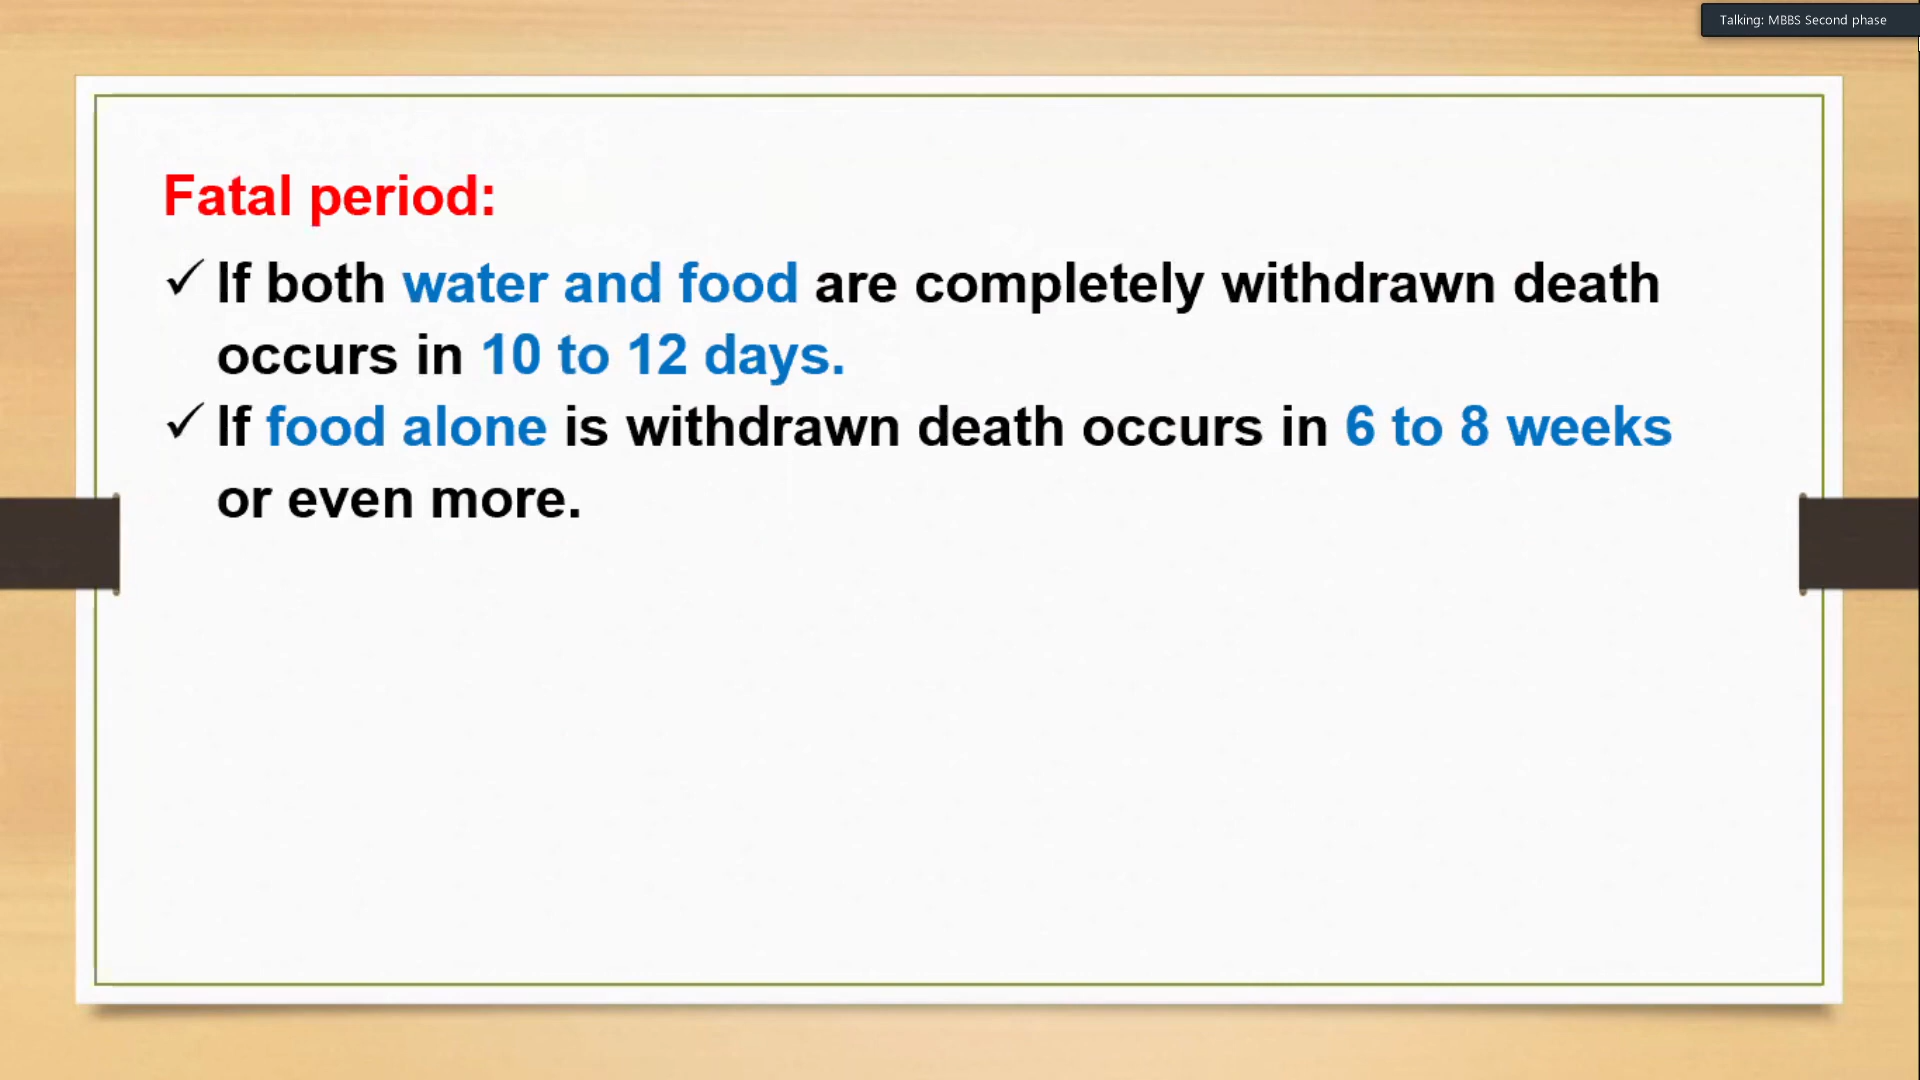 Talking: MBBS Second phase
Fatal period:
✓ If both water and food are completely withdrawn death
occurs in 10 to 12 days.
✓ If food alone is withdrawn death occurs in 6 to 8 weeks
or even more.